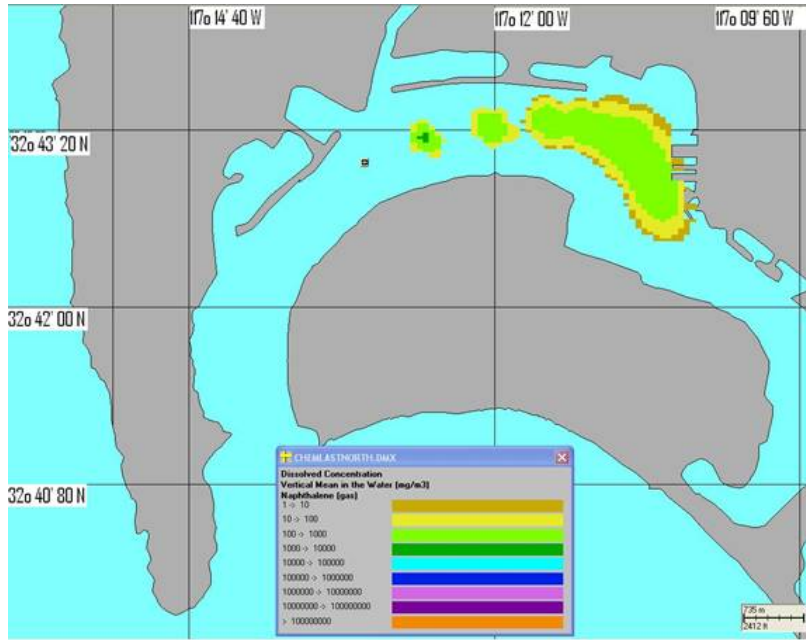 117o 14' 40 W
117o 12' 00 W
117o 09' 60 W
32o 43' 20 N
32o 42' 00 N
32o 40' 80 N
CHEMLASTNORTH.DMX
Dissolved Concentration
Vertical Mean in the Water (mg/m3)
Naphthalene (gas)
1 -> 10
10 -> 100
100 -> 1000
1000 -> 10000
10000 -> 100000
100000 -> 1000000
1000000 -> 10000000
10000000 -> 100000000
> 100000000
735 m
2412 ft